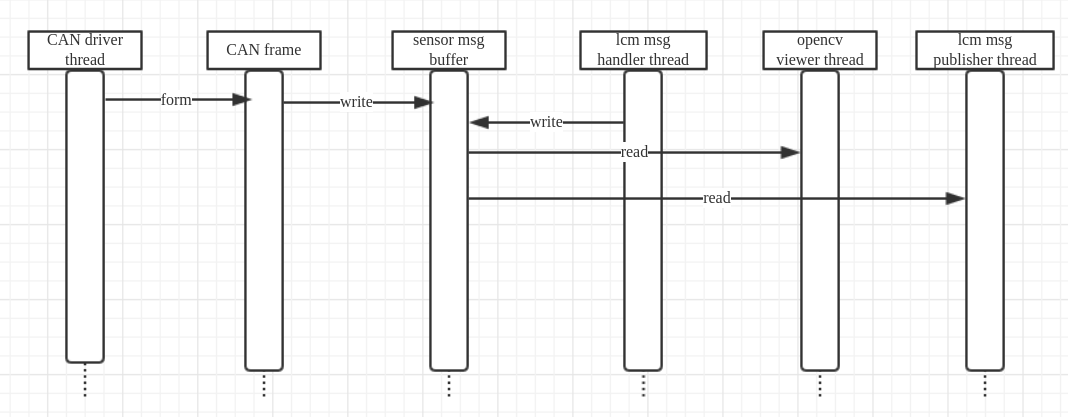 CAN driver
thread
CAN frame
sensor msg
buffer
lcm msg
handler thread
opencv
viewer thread
lcm msg
publisher thread
form
write
write
read
read